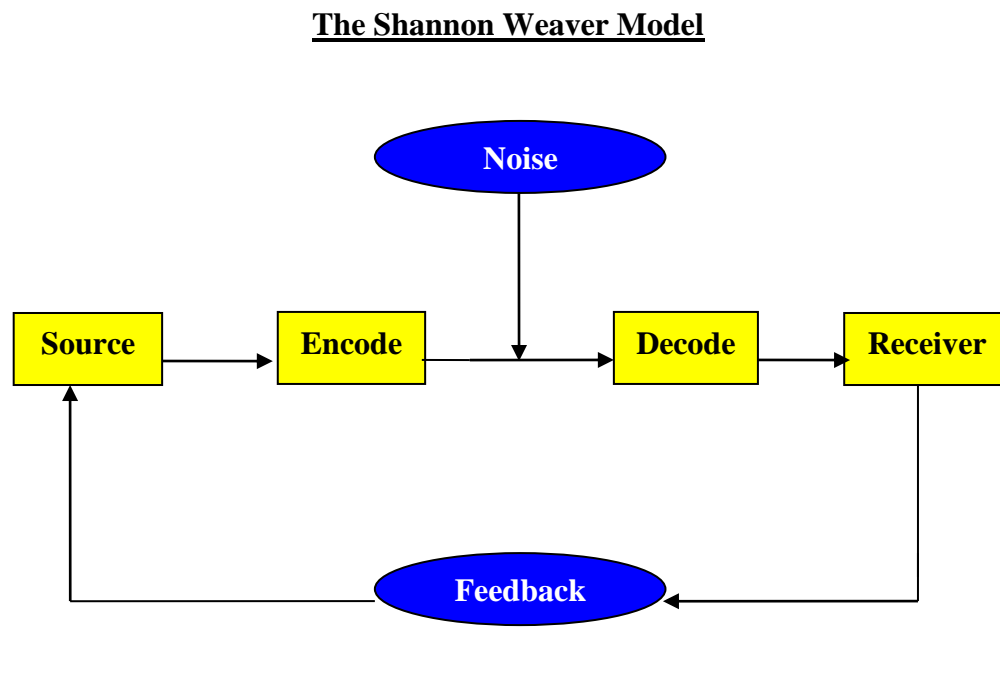 The Shannon Weaver Model
Noise
Source
Encode
Decode
Receiver
Feedback